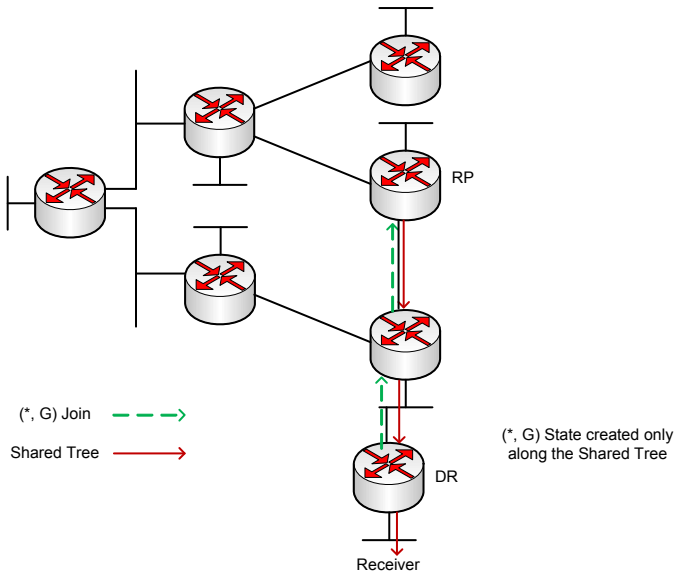 RP
(*, G) Join
Shared Tree
(*, G) State created only
along the Shared Tree
DR
Receiver